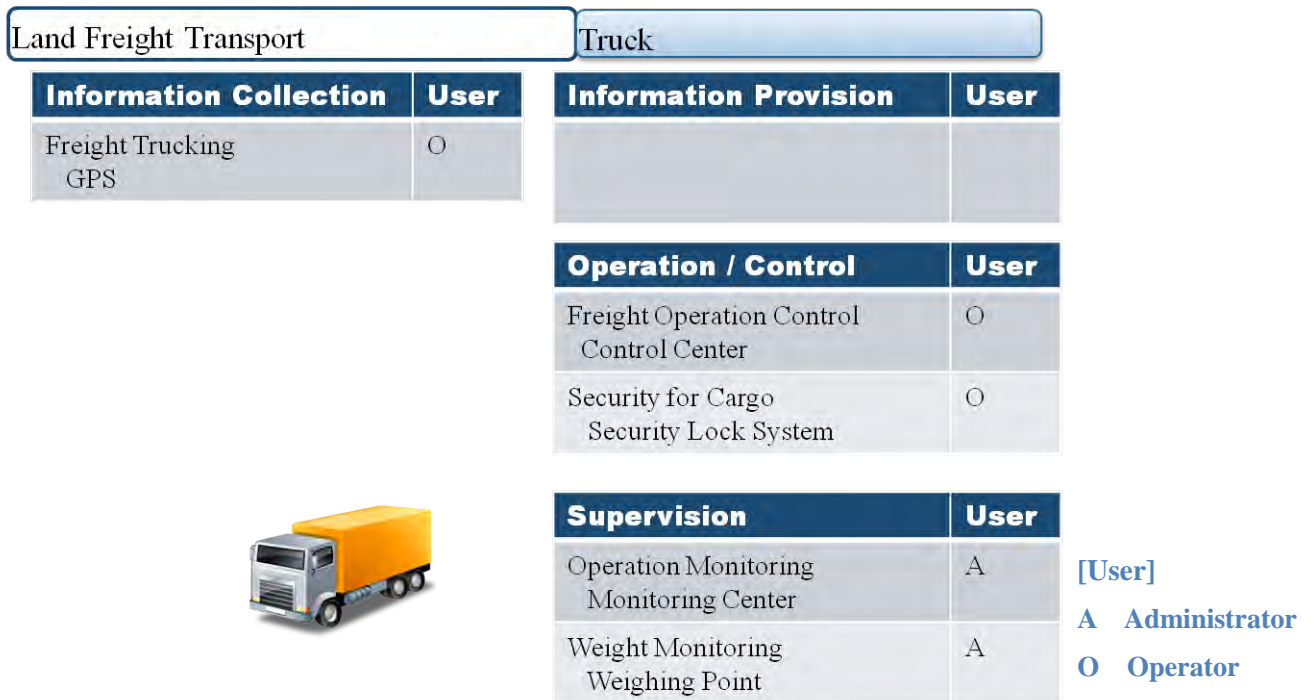 Land Freight Transport
Truck
Information Collection User
Freight Trucking O
GPS
Information Provision User
Operation / Control User
Freight Operation Control O
Control Center
Security for Cargo O
Security Lock System
Supervision User
Operation Monitoring A
Monitoring Center
Weight Monitoring A
Weighing Point
[User]
A Administrator
O Operator